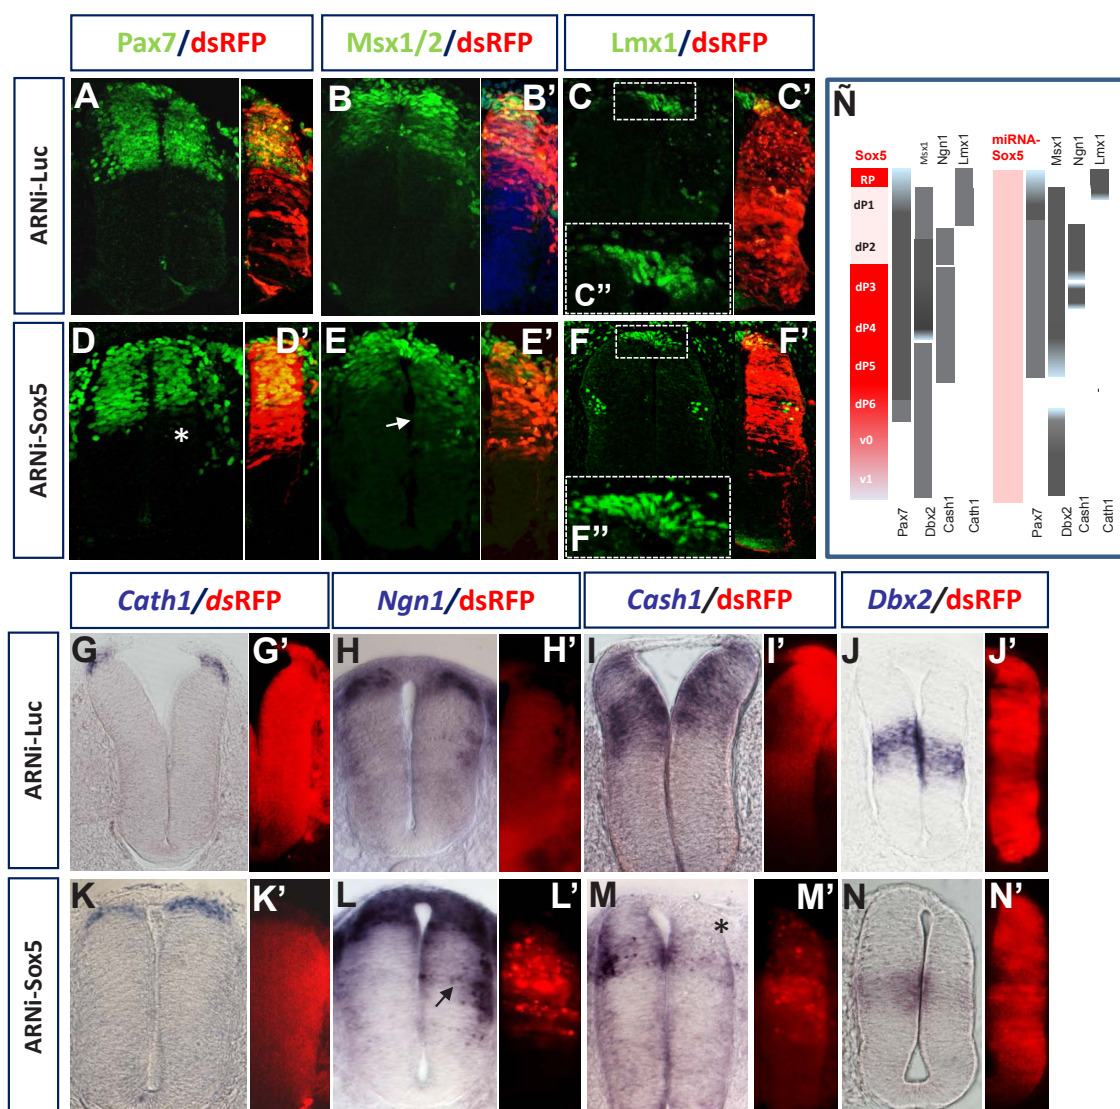 Pax7/dsRFP
Msx1/2/dsRFP
Lmx1/dsRFP
ARNi-Luc
A
B
B’
C
C’
C’’
ARNi-Sox5
D
D’
E
E’
F
F’
F’’
*
Ñ
Sox5
Msx1
Ngn1
Lmx1
miRNA-
Sox5
Msx1
Ngn1
Lmx1
RP
dP1
dP2
dP3
dP4
dP5
dP6
v0
v1
Pax7
Dbx2
Cash1
Cath1
Pax7
Dbx2
Cash1
Cath1
Cath1/dsRFP
Ngn1/dsRFP
Cash1/dsRFP
Dbx2/dsRFP
ARNi-Luc
G
G’
H
H’
I
I’
J
J’
ARNi-Sox5
K
K’
L
L’
M
*
M’
N
N’